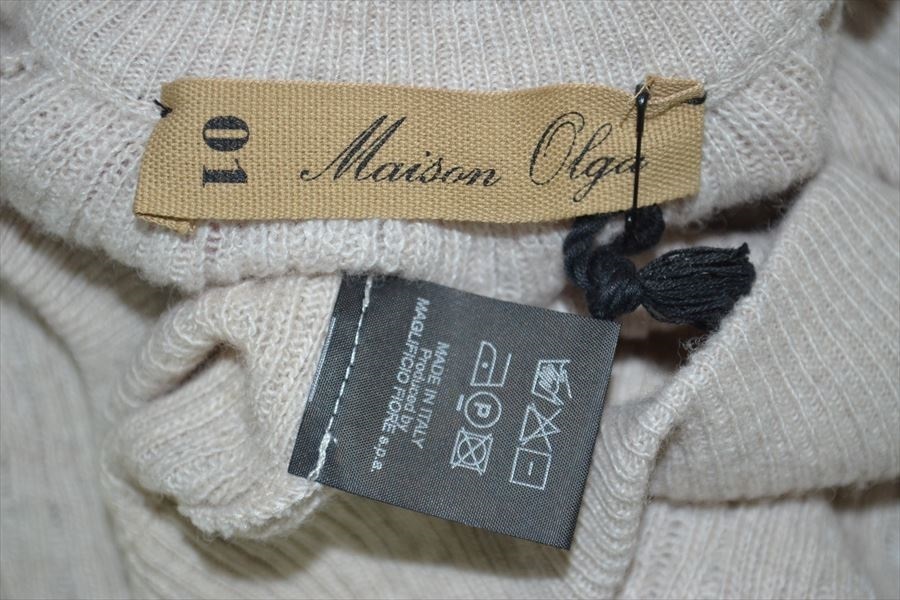 01
Maison Olga
MADE IN ITALY
Produced by
MAGLIFICIO FIORE s.p.a.
P